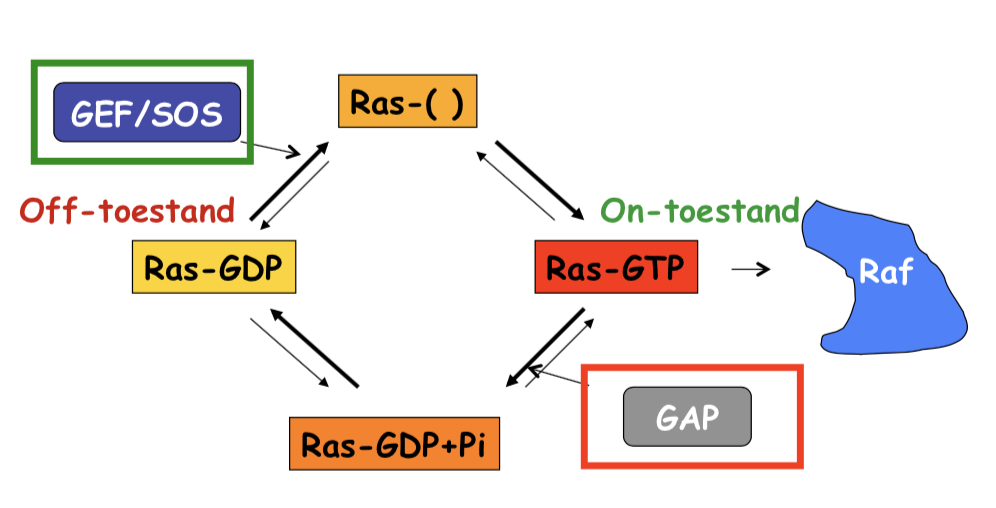 GEF/SOS
Ras-( )
Off-toestand
On-toestand
Ras-GDP
Ras-GTP
Raf
Ras-GDP+Pi
GAP